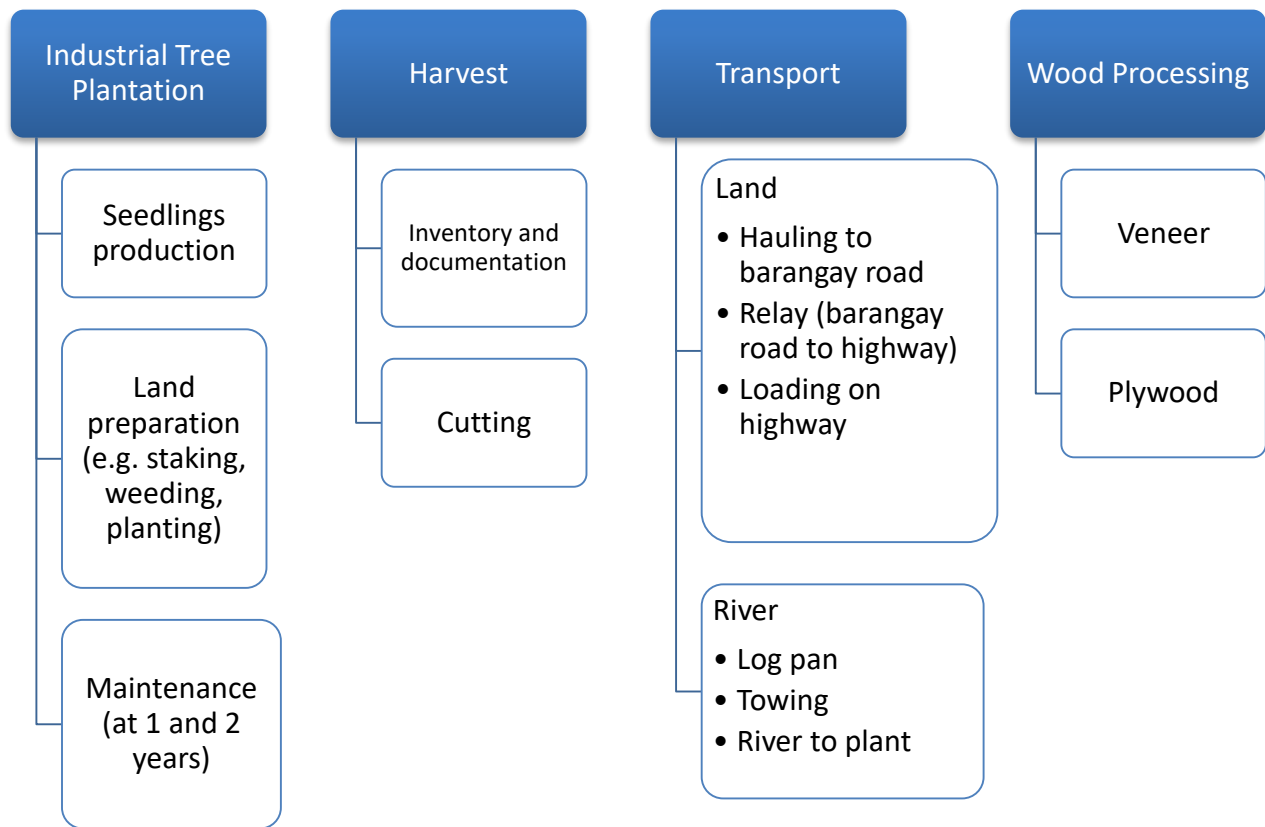 Industrial Tree
Plantation
Seedlings
production
Land
preparation
(e.g. staking,
weeding,
planting)
Maintenance
(at 1 and 2
years)
Harvest
Inventory and
documentation
Cutting
Transport
Land
• Hauling to
barangay road
• Relay (barangay
road to highway)
• Loading on
highway
River
• Log pan
• Towing
• River to plant
Wood Processing
Veneer
Plywood